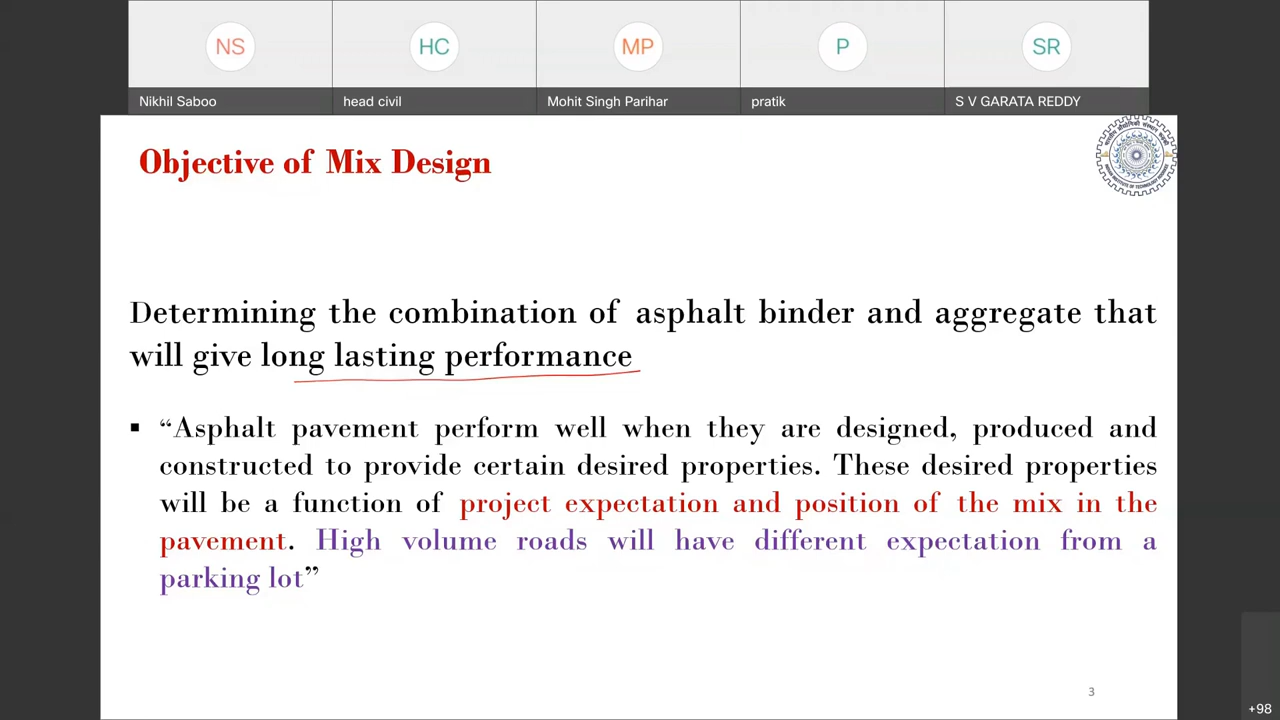 NS
HC
MP
P
SR
Nikhil Saboo
head civil
Mohit Singh Parihar
pratik
S V GARATA REDDY
Objective of Mix Design
Determining the combination of asphalt binder and aggregate that
will give long lasting performance
▪ “Asphalt pavement perform well when they are designed, produced and
constructed to provide certain desired properties. These desired properties
will be a function of project expectation and position of the mix in the
pavement. High volume roads will have different expectation from a
parking lot”
3
+98